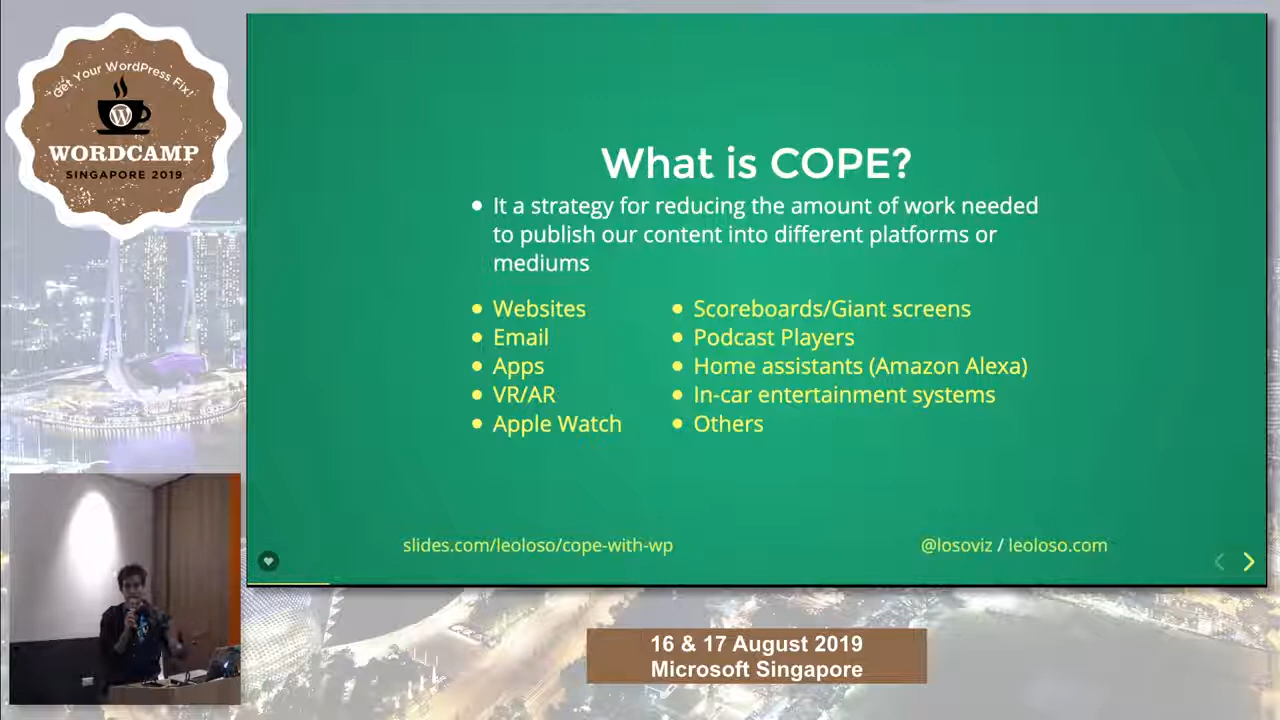 Get Your WordPress Fix!
WORDCAMP
SINGAPORE 2019
What is COPE?
It a strategy for reducing the amount of work needed
to publish our content into different platforms or
mediums
Websites
Email
Apps
VR/AR
Apple Watch
Scoreboards/Giant screens
Podcast Players
Home assistants (Amazon Alexa)
In-car entertainment systems
Others
slides.com/leoloso/cope-with-wp
@losoviz / leoloso.com
16 & 17 August 2019
Microsoft Singapore